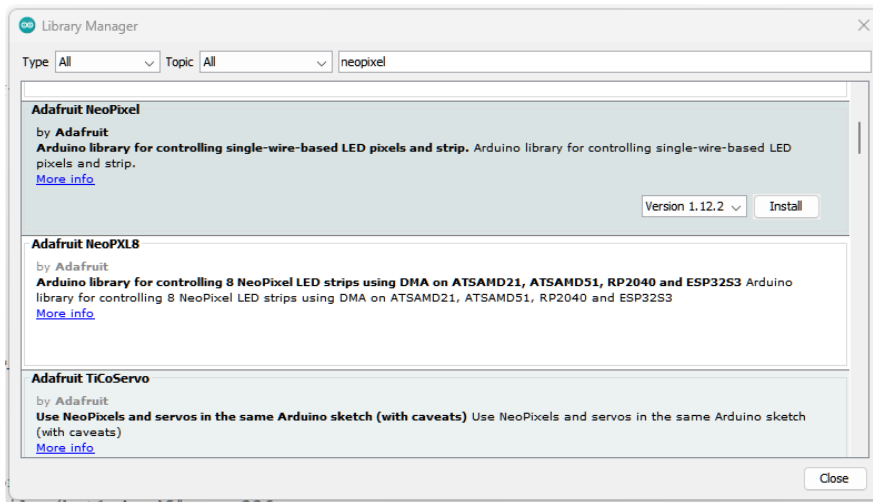 Library Manager
Type All Topic All neopixel
Adafruit NeoPixel
by Adafruit
Arduino library for controlling single-wire-based LED pixels and strip. Arduino library for controlling single-wire-based LED
pixels and strip.
More info
Version 1.12.2 Install
Adafruit NeoPXL8
by Adafruit
Arduino library for controlling 8 NeoPixel LED strips using DMA on ATSAMD21, ATSAMD51, RP2040 and ESP32S3 Arduino
library for controlling 8 NeoPixel LED strips using DMA on ATSAMD21, ATSAMD51, RP2040 and ESP32S3
More info
Adafruit TiCoServo
by Adafruit
Use NeoPixels and servos in the same Arduino sketch (with caveats) Use NeoPixels and servos in the same Arduino sketch
(with caveats)
More info
Close